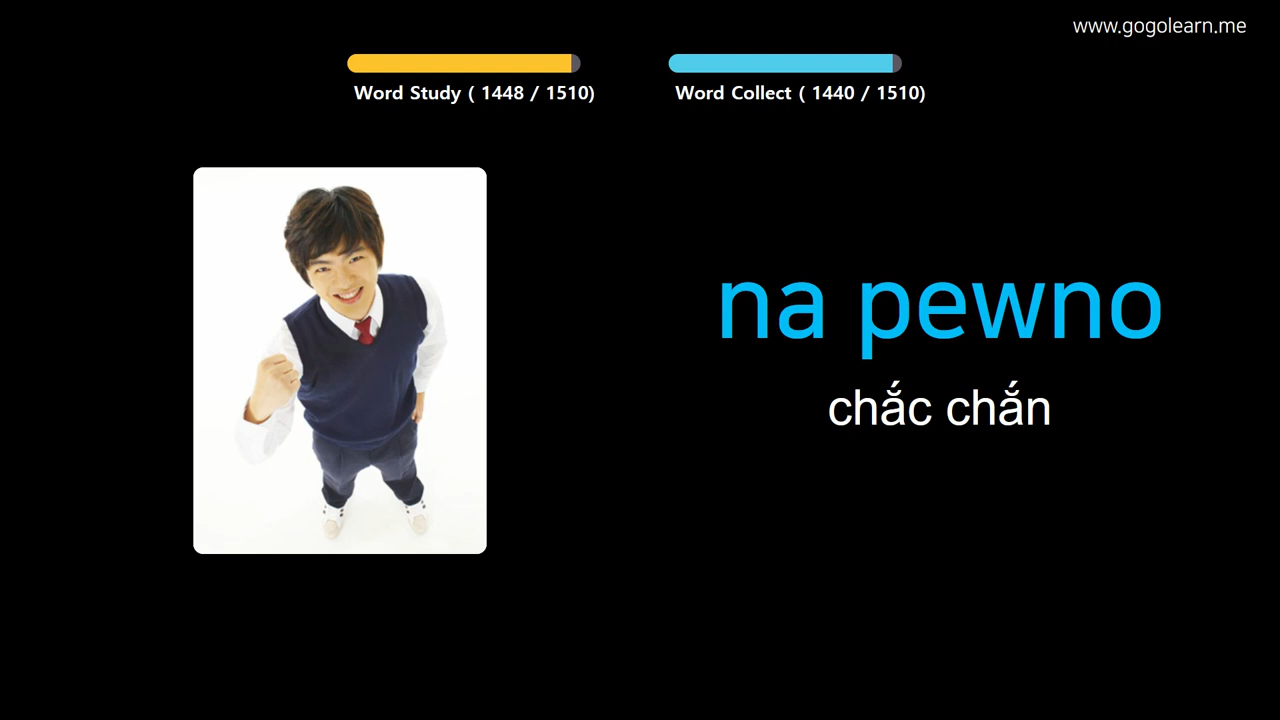 www.gogolearn.me
Word Study ( 1448 / 1510)
Word Collect ( 1440 / 1510)
na pewno
chắc chắn